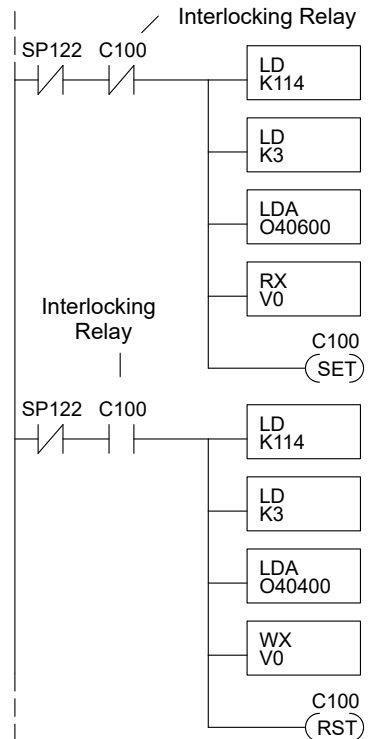 Interlocking Relay
SP122 C100
LD
K114
LD
K3
LDA
O40600
RX
V0
C100
SET
Interlocking
Relay
SP122 C100
LD
K114
LD
K3
LDA
O40400
WX
V0
C100
RST